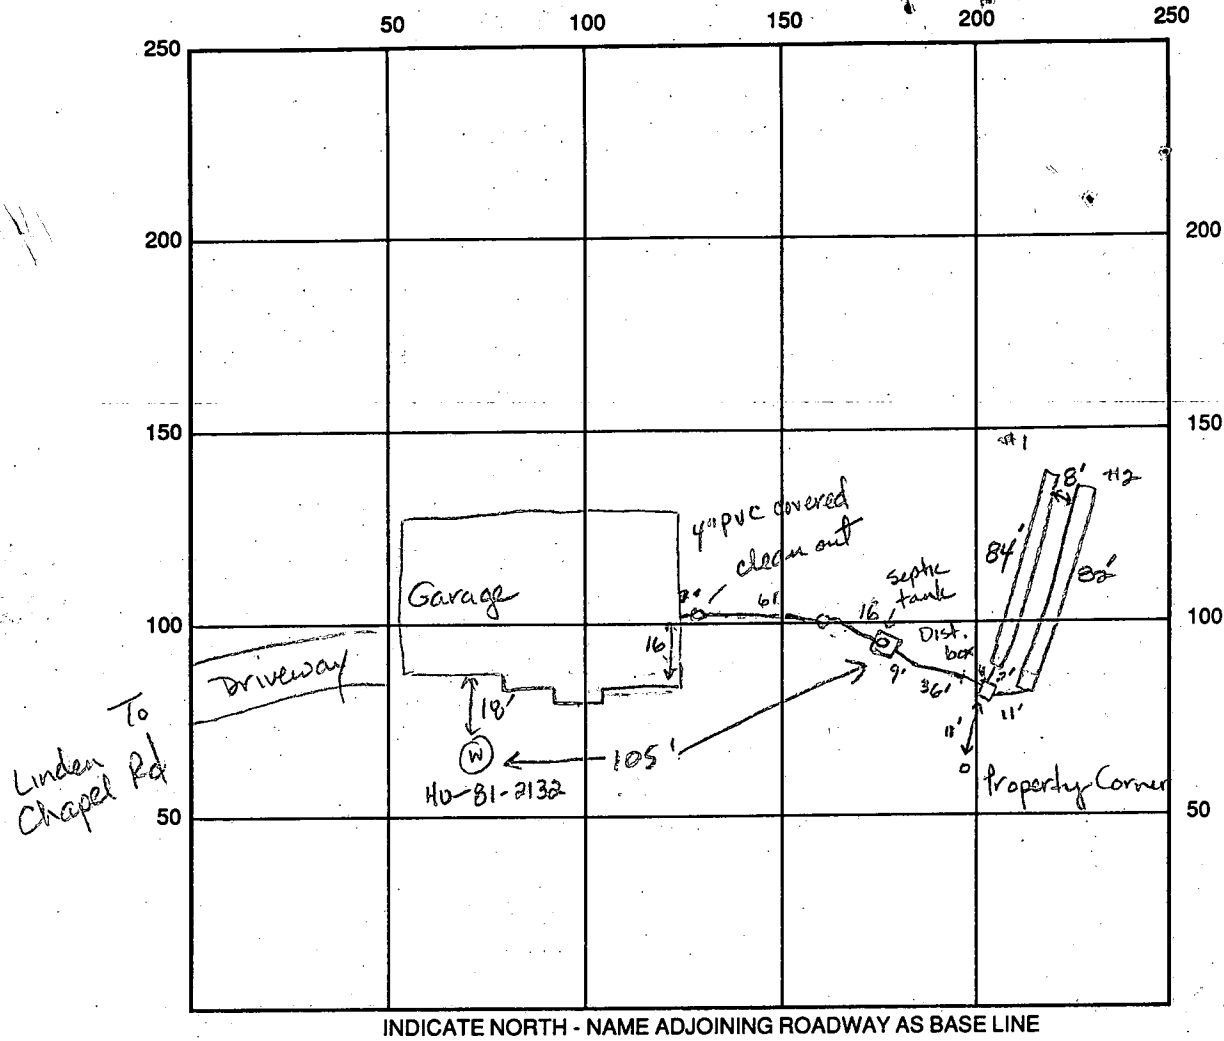 50 100 150 200 250
250
200 200
150 150
#1
8' #2
4" PVC covered
clean out
84'
82'
septic
tank
Garage
61
16
100 100
Dist.
box
16
9'
36'
2'
11'
Driveway
18'
11'
To
Linden
Chapel Rd
W
105'
HO-81-2132
Property Corner
50 50
INDICATE NORTH - NAME ADJOINING ROADWAY AS BASE LINE